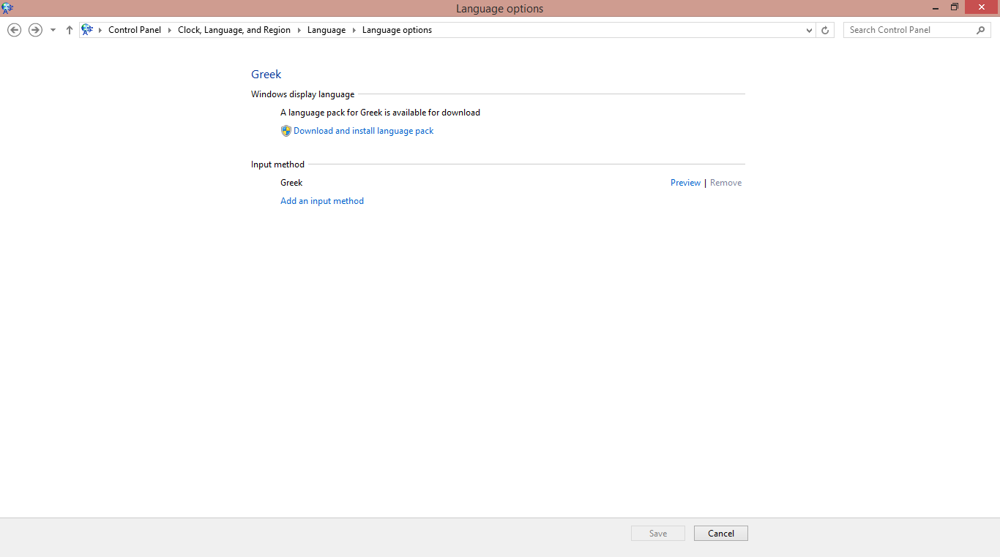 Language options
Control Panel Clock, Language, and Region Language Language options Search Control Panel
Greek
Windows display language
A language pack for Greek is available for download
Download and install language pack
Input method
Greek Preview | Remove
Add an input method
Save Cancel